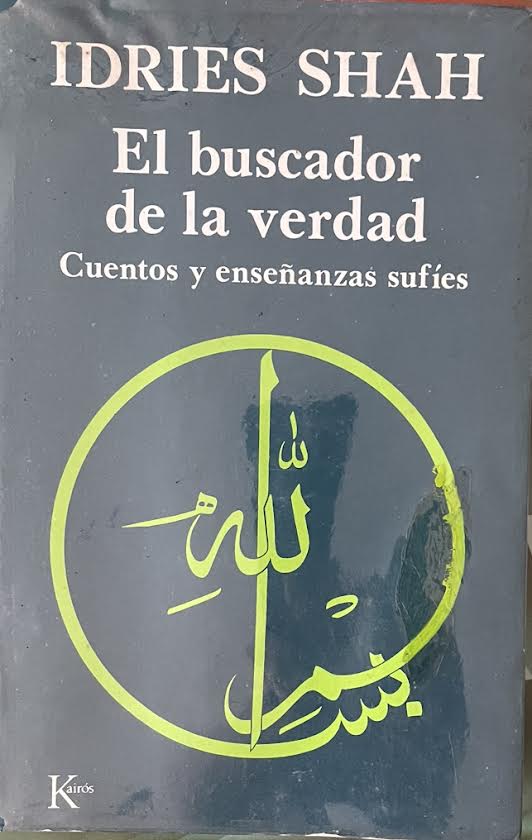 IDRIES SHAH
El buscador
de la verdad
Cuentos y enseñanzas sufíes
بسم الله
Kairós